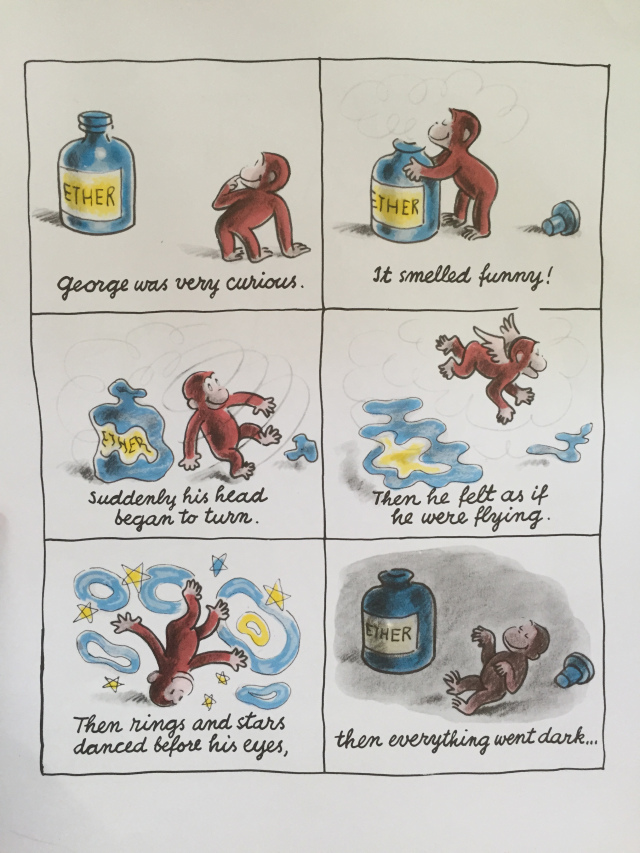 ETHER
George was very curious.
ETHER
It smelled funny!
ETHER
Suddenly his head
began to turn.
Then he felt as if
he were flying.
Then rings and stars
danced before his eyes,
ETHER
then everything went dark...